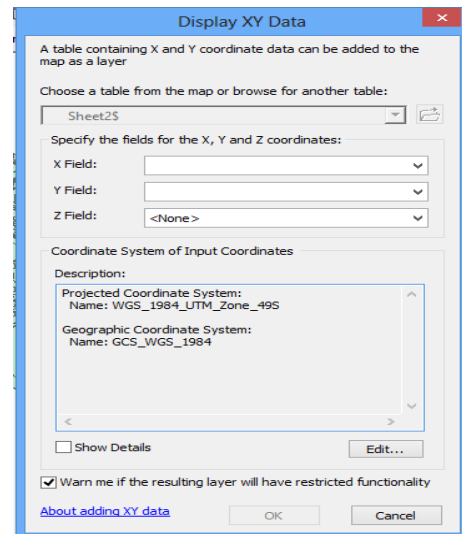 Display XY Data
A table containing X and Y coordinate data can be added to the
map as a layer
Choose a table from the map or browse for another table:
Sheet2$
Specify the fields for the X, Y and Z coordinates:
X Field:
Y Field:
Z Field: <None>
Coordinate System of Input Coordinates
Description:
Projected Coordinate System:
Name: WGS_1984_UTM_Zone_49S
Geographic Coordinate System:
Name: GCS_WGS_1984
Show Details Edit...
Warn me if the resulting layer will have restricted functionality
About adding XY data OK Cancel